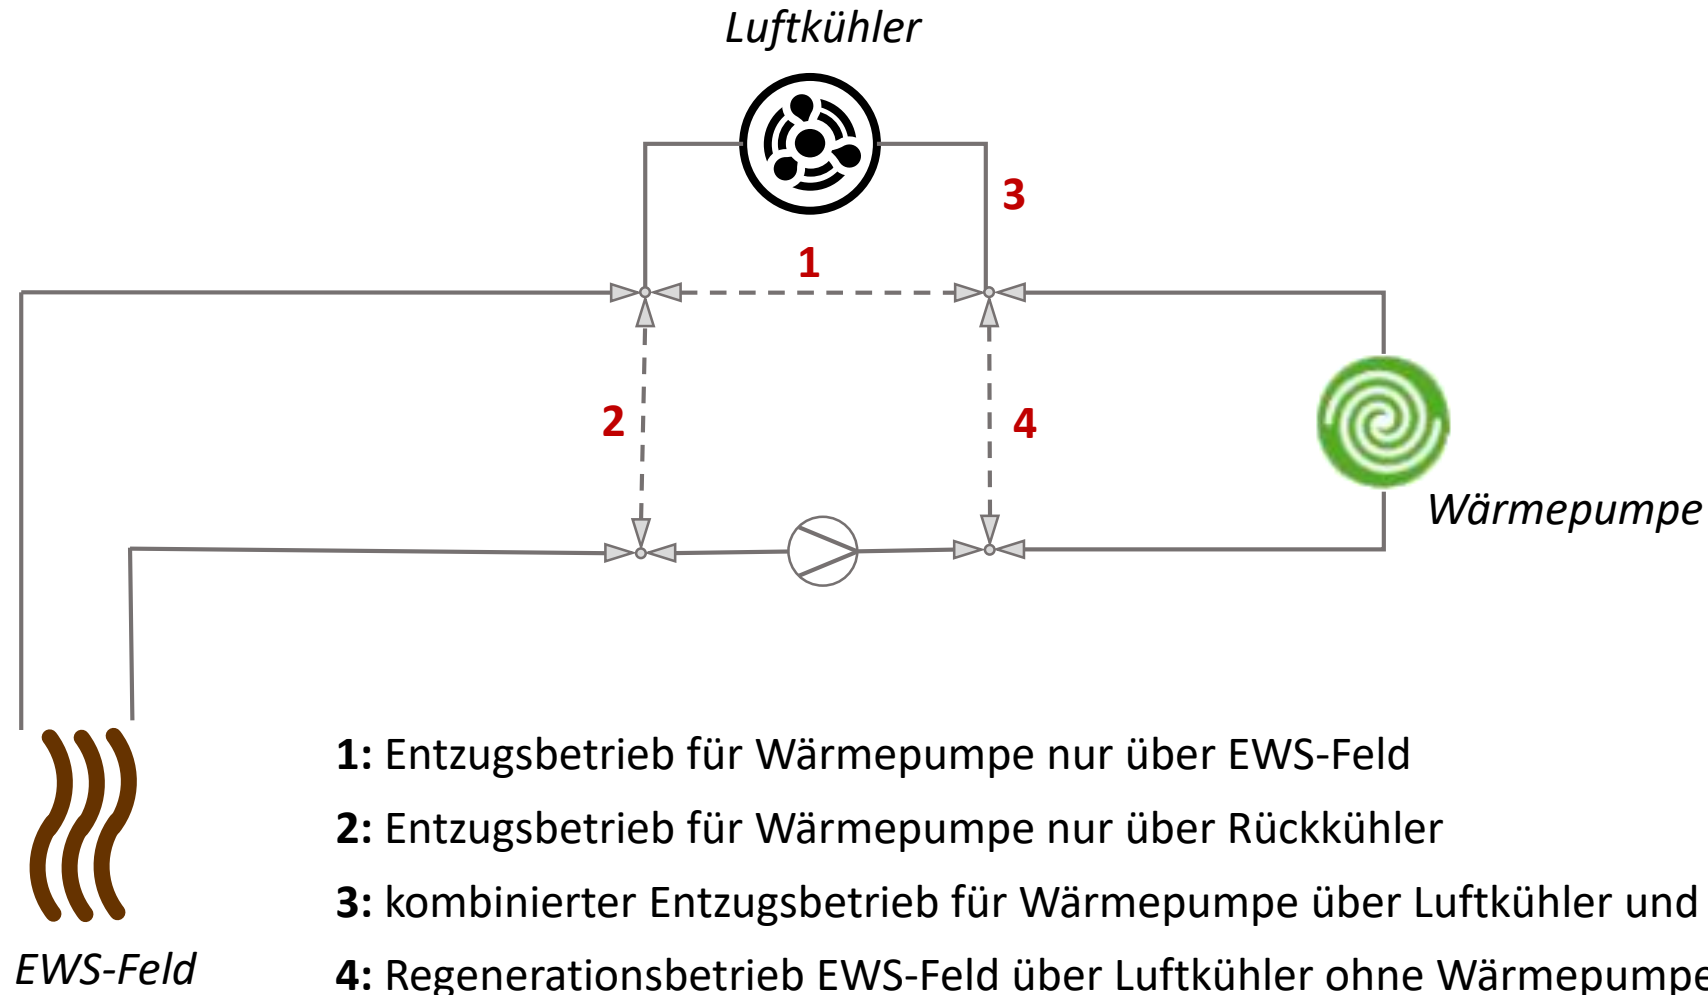 Luftkühler
3
1
2
4
Wärmepumpe
1: Entzugsbetrieb für Wärmepumpe nur über EWS-Feld
2: Entzugsbetrieb für Wärmepumpe nur über Rückkühler
3: kombinierter Entzugsbetrieb für Wärmepumpe über Luftkühler und
EWS-Feld
4: Regenerationsbetrieb EWS-Feld über Luftkühler ohne Wärmepumpe